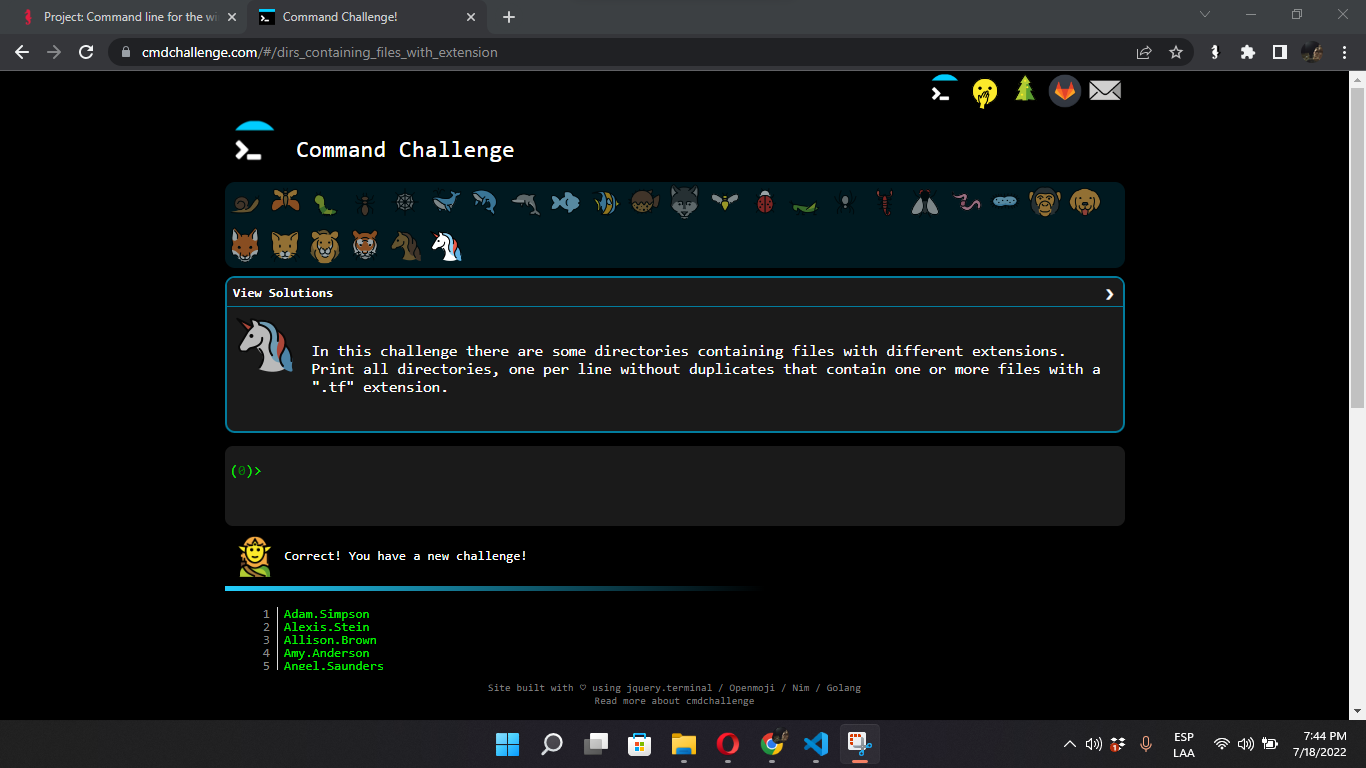 Project: Command line for the wi
Command Challenge!
cmdchallenge.com/#/dirs_containing_files_with_extension
Command Challenge
View Solutions
In this challenge there are some directories containing files with different extensions.
Print all directories, one per line without duplicates that contain one or more files with a
".tf" extension.
(0)>
Correct! You have a new challenge!
1 Adam.Simpson
2 Alexis.Stein
3 Allison.Brown
4 Amy.Anderson
5 Angel.Saunders
Site built with ♡ using jquery.terminal / Openmoji / Nim / Golang
Read more about cmdchallenge
ESP
LAA
7:44 PM
7/18/2022